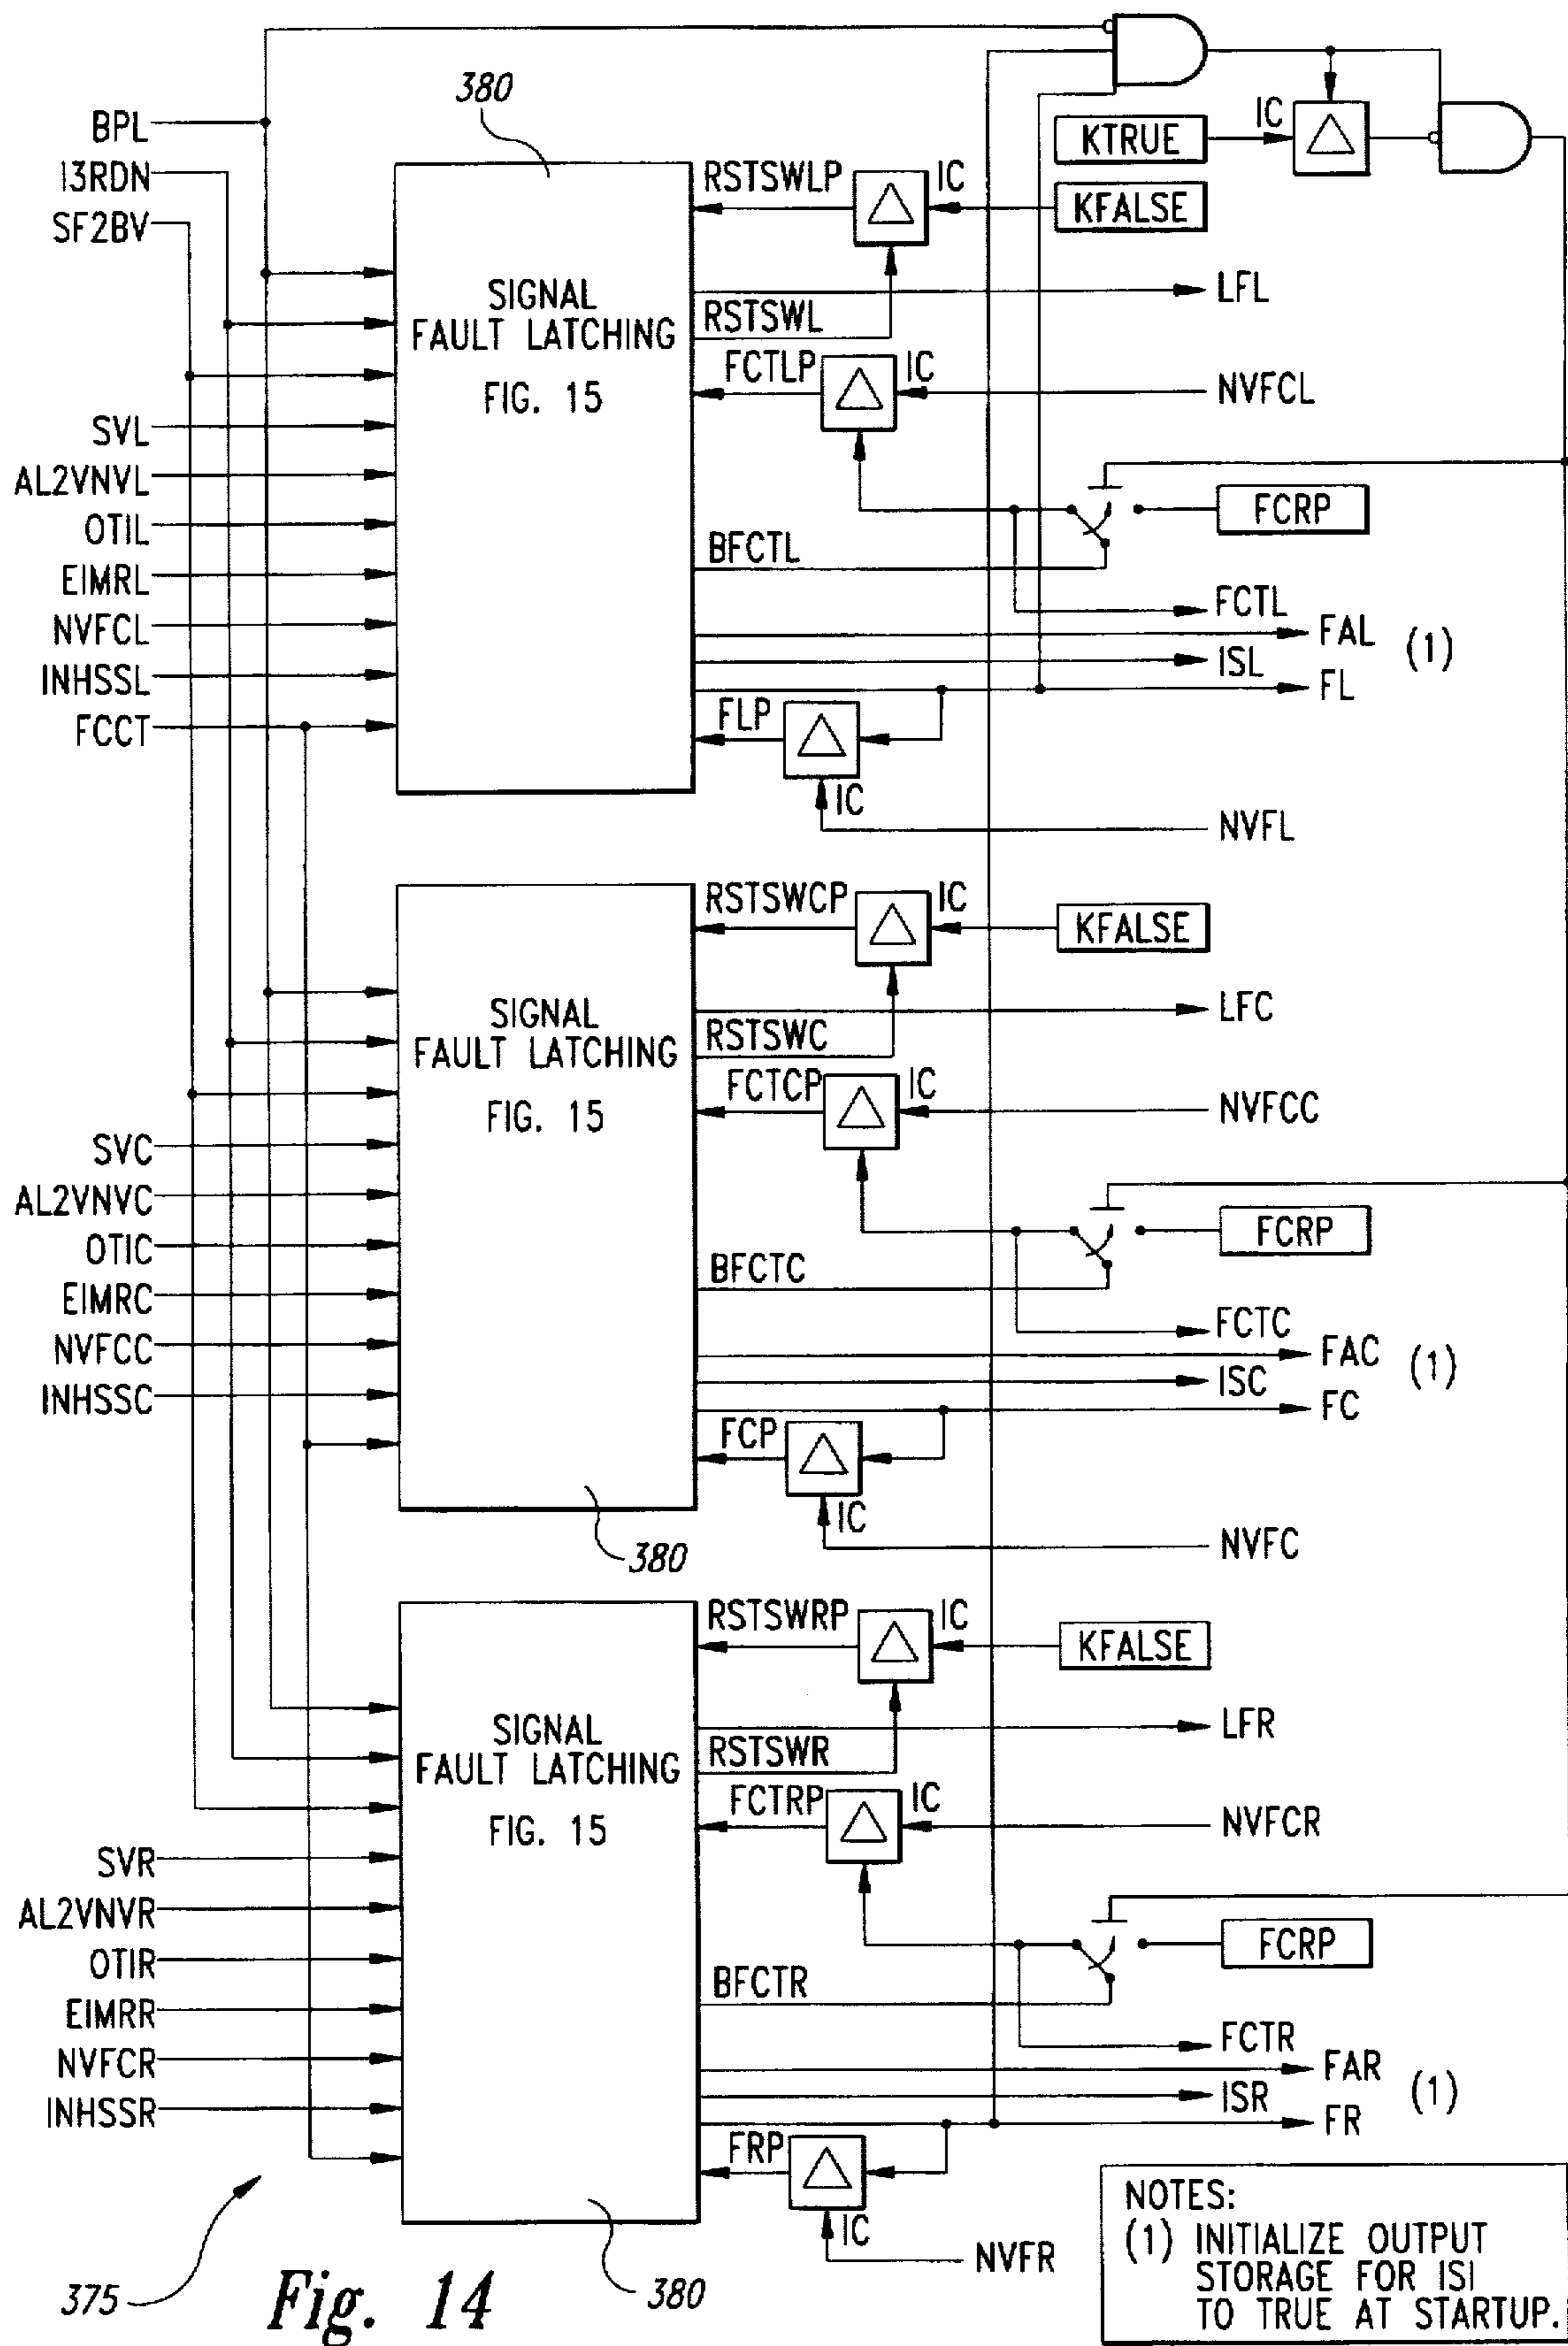 IC
KTRUE
380
BPL
I3RDN
SF2BV
RSTSWLP
IC
KFALSE
SIGNAL
FAULT LATCHING
FIG. 15
LFL
RSTSWL
FCTLP
IC
NVFCL
SVL
AL2VNVL
OTIL
EIMRL
NVFCL
INHSSL
FCCT
FCRP
BFCTL
FCTL
FAL
(1)
ISL
FL
FLP
IC
NVFL
RSTSWCP
IC
KFALSE
SIGNAL
FAULT LATCHING
FIG. 15
LFC
RSTSWC
FCTCP
IC
NVFCC
SVC
AL2VNVC
OTIC
EIMRC
NVFCC
INHSSC
FCRP
BFCTC
FCTC
FAC
(1)
ISC
FC
FCP
IC
NVFC
380
RSTSWRP
IC
KFALSE
SIGNAL
FAULT LATCHING
FIG. 15
LFR
RSTSWR
FCTRP
IC
NVFCR
SVR
AL2VNVR
OTIR
EIMRR
NVFCR
INHSSR
FCRP
BFCTR
FCTR
FAR
(1)
ISR
FR
FRP
IC
NVFR
380
375
Fig. 14
NOTES:
(1) INITIALIZE OUTPUT
STORAGE FOR ISI
TO TRUE AT STARTUP.